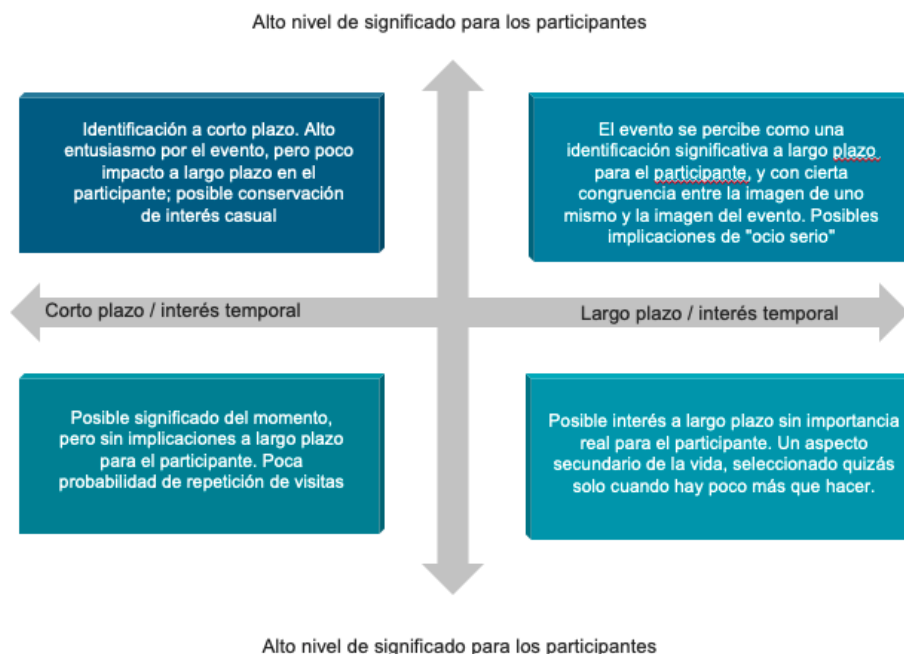 Alto nivel de significado para los participantes
Identificación a corto plazo. Alto
entusiasmo por el evento, pero poco
impacto a largo plazo en el
participante; posible conservación
de interés casual
El evento se percibe como una
identificación significativa a largo plazo
para el participante, y con cierta
congruencia entre la imagen de uno
mismo y la imagen del evento. Posibles
implicaciones de "ocio serio"
Corto plazo / interés temporal
Largo plazo / interés temporal
Posible significado del momento,
pero sin implicaciones a largo plazo
para el participante. Poca
probabilidad de repetición de visitas
Posible interés a largo plazo sin importancia
real para el participante. Un aspecto
secundario de la vida, seleccionado quizás
solo cuando hay poco más que hacer.
Alto nivel de significado para los participantes